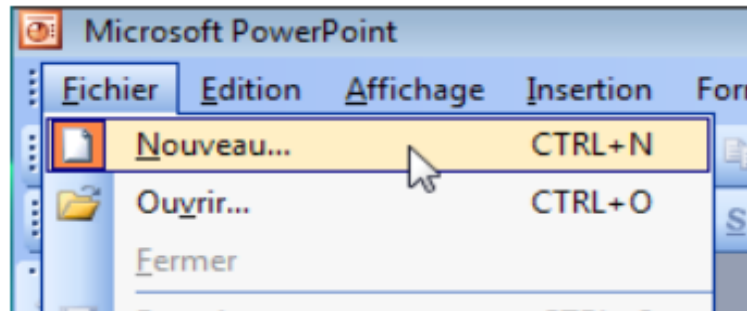 Microsoft PowerPoint
Fichier Edition Affichage Insertion
Nouveau... CTRL+N
Ouvrir... CTRL+O
Fermer